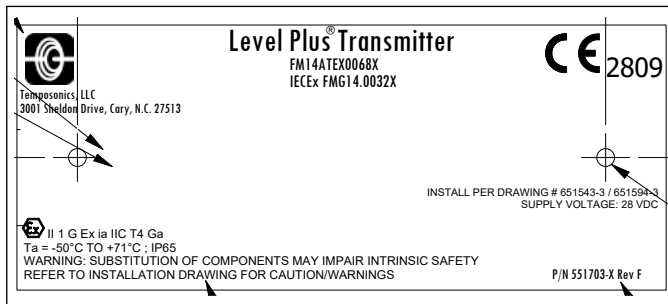 Level Plus® Transmitter
FM14ATEX0068X
IECEx FMG14.0032X
CE 2809
Temposonics, LLC
3001 Sheldon Drive, Cary, N.C. 27513
INSTALL PER DRAWING # 651543-3 / 651594-3
SUPPLY VOLTAGE: 28 VDC
Ex II 1 G Ex ia IIC T4 Ga
Ta = -50°C TO +71°C ; IP65
WARNING: SUBSTITUTION OF COMPONENTS MAY IMPAIR INTRINSIC SAFETY
REFER TO INSTALLATION DRAWING FOR CAUTION/WARNINGS
P/N 551703-X Rev F